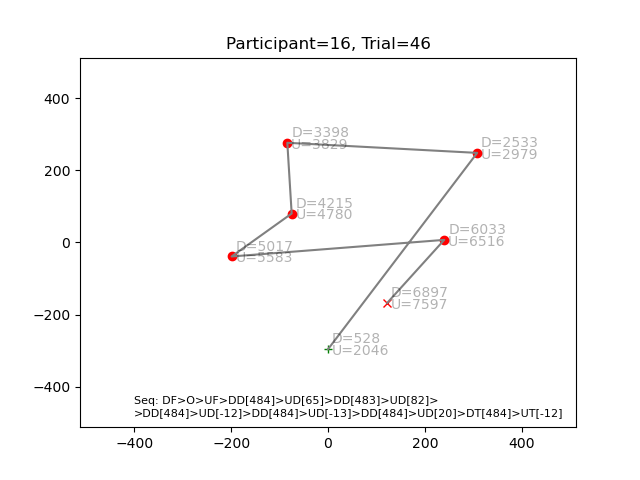 Participant=16, Trial=46
400
200
0
−200
−400
D=3398
U=3829
D=2533
U=2979
D=4215
U=4780
D=6033
U=6516
D=5017
U=5583
D=6897
U=7597
D=528
U=2046
Seq: DF>O>UF>DD[484]>UD[65]>DD[483]>UD[82]>
>DD[484]>UD[-12]>DD[484]>UD[-13]>DD[484]>UD[20]>DT[484]>UT[-12]
−400 −200 0 200 400